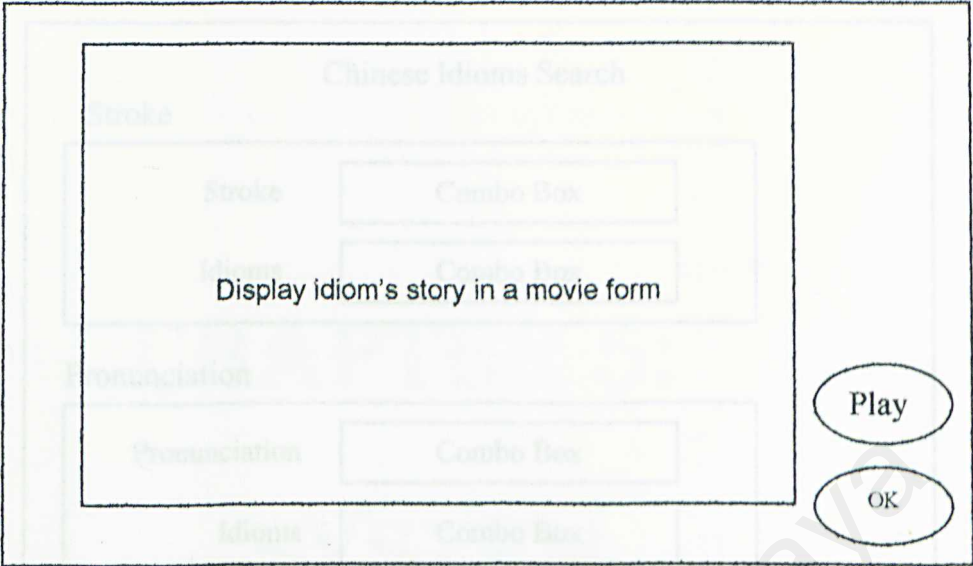 Chinese Idioms Search
Stroke
Stroke Combo Box
Idioms Combo Box
Display idiom's story in a movie form
Pronunciation
Play
Pronunciation Combo Box
OK
Idioms Combo Box
aya